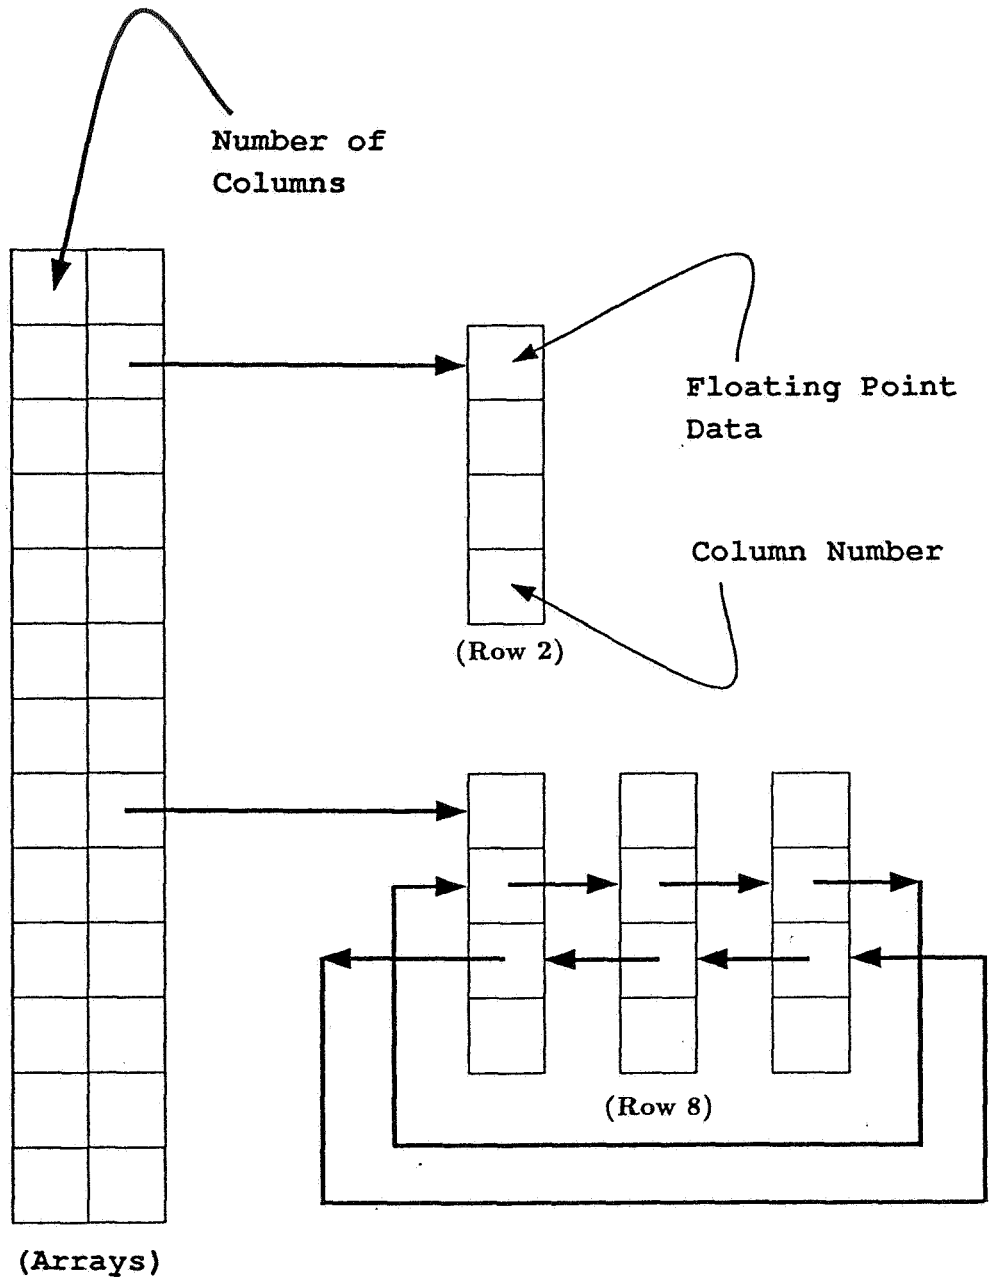 Number of
Columns
Floating Point
Data
Column Number
(Row 2)
(Row 8)
(Arrays)